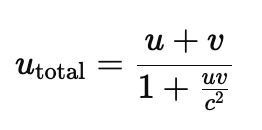 u_total = (u + v) / (1 + uv/c²)